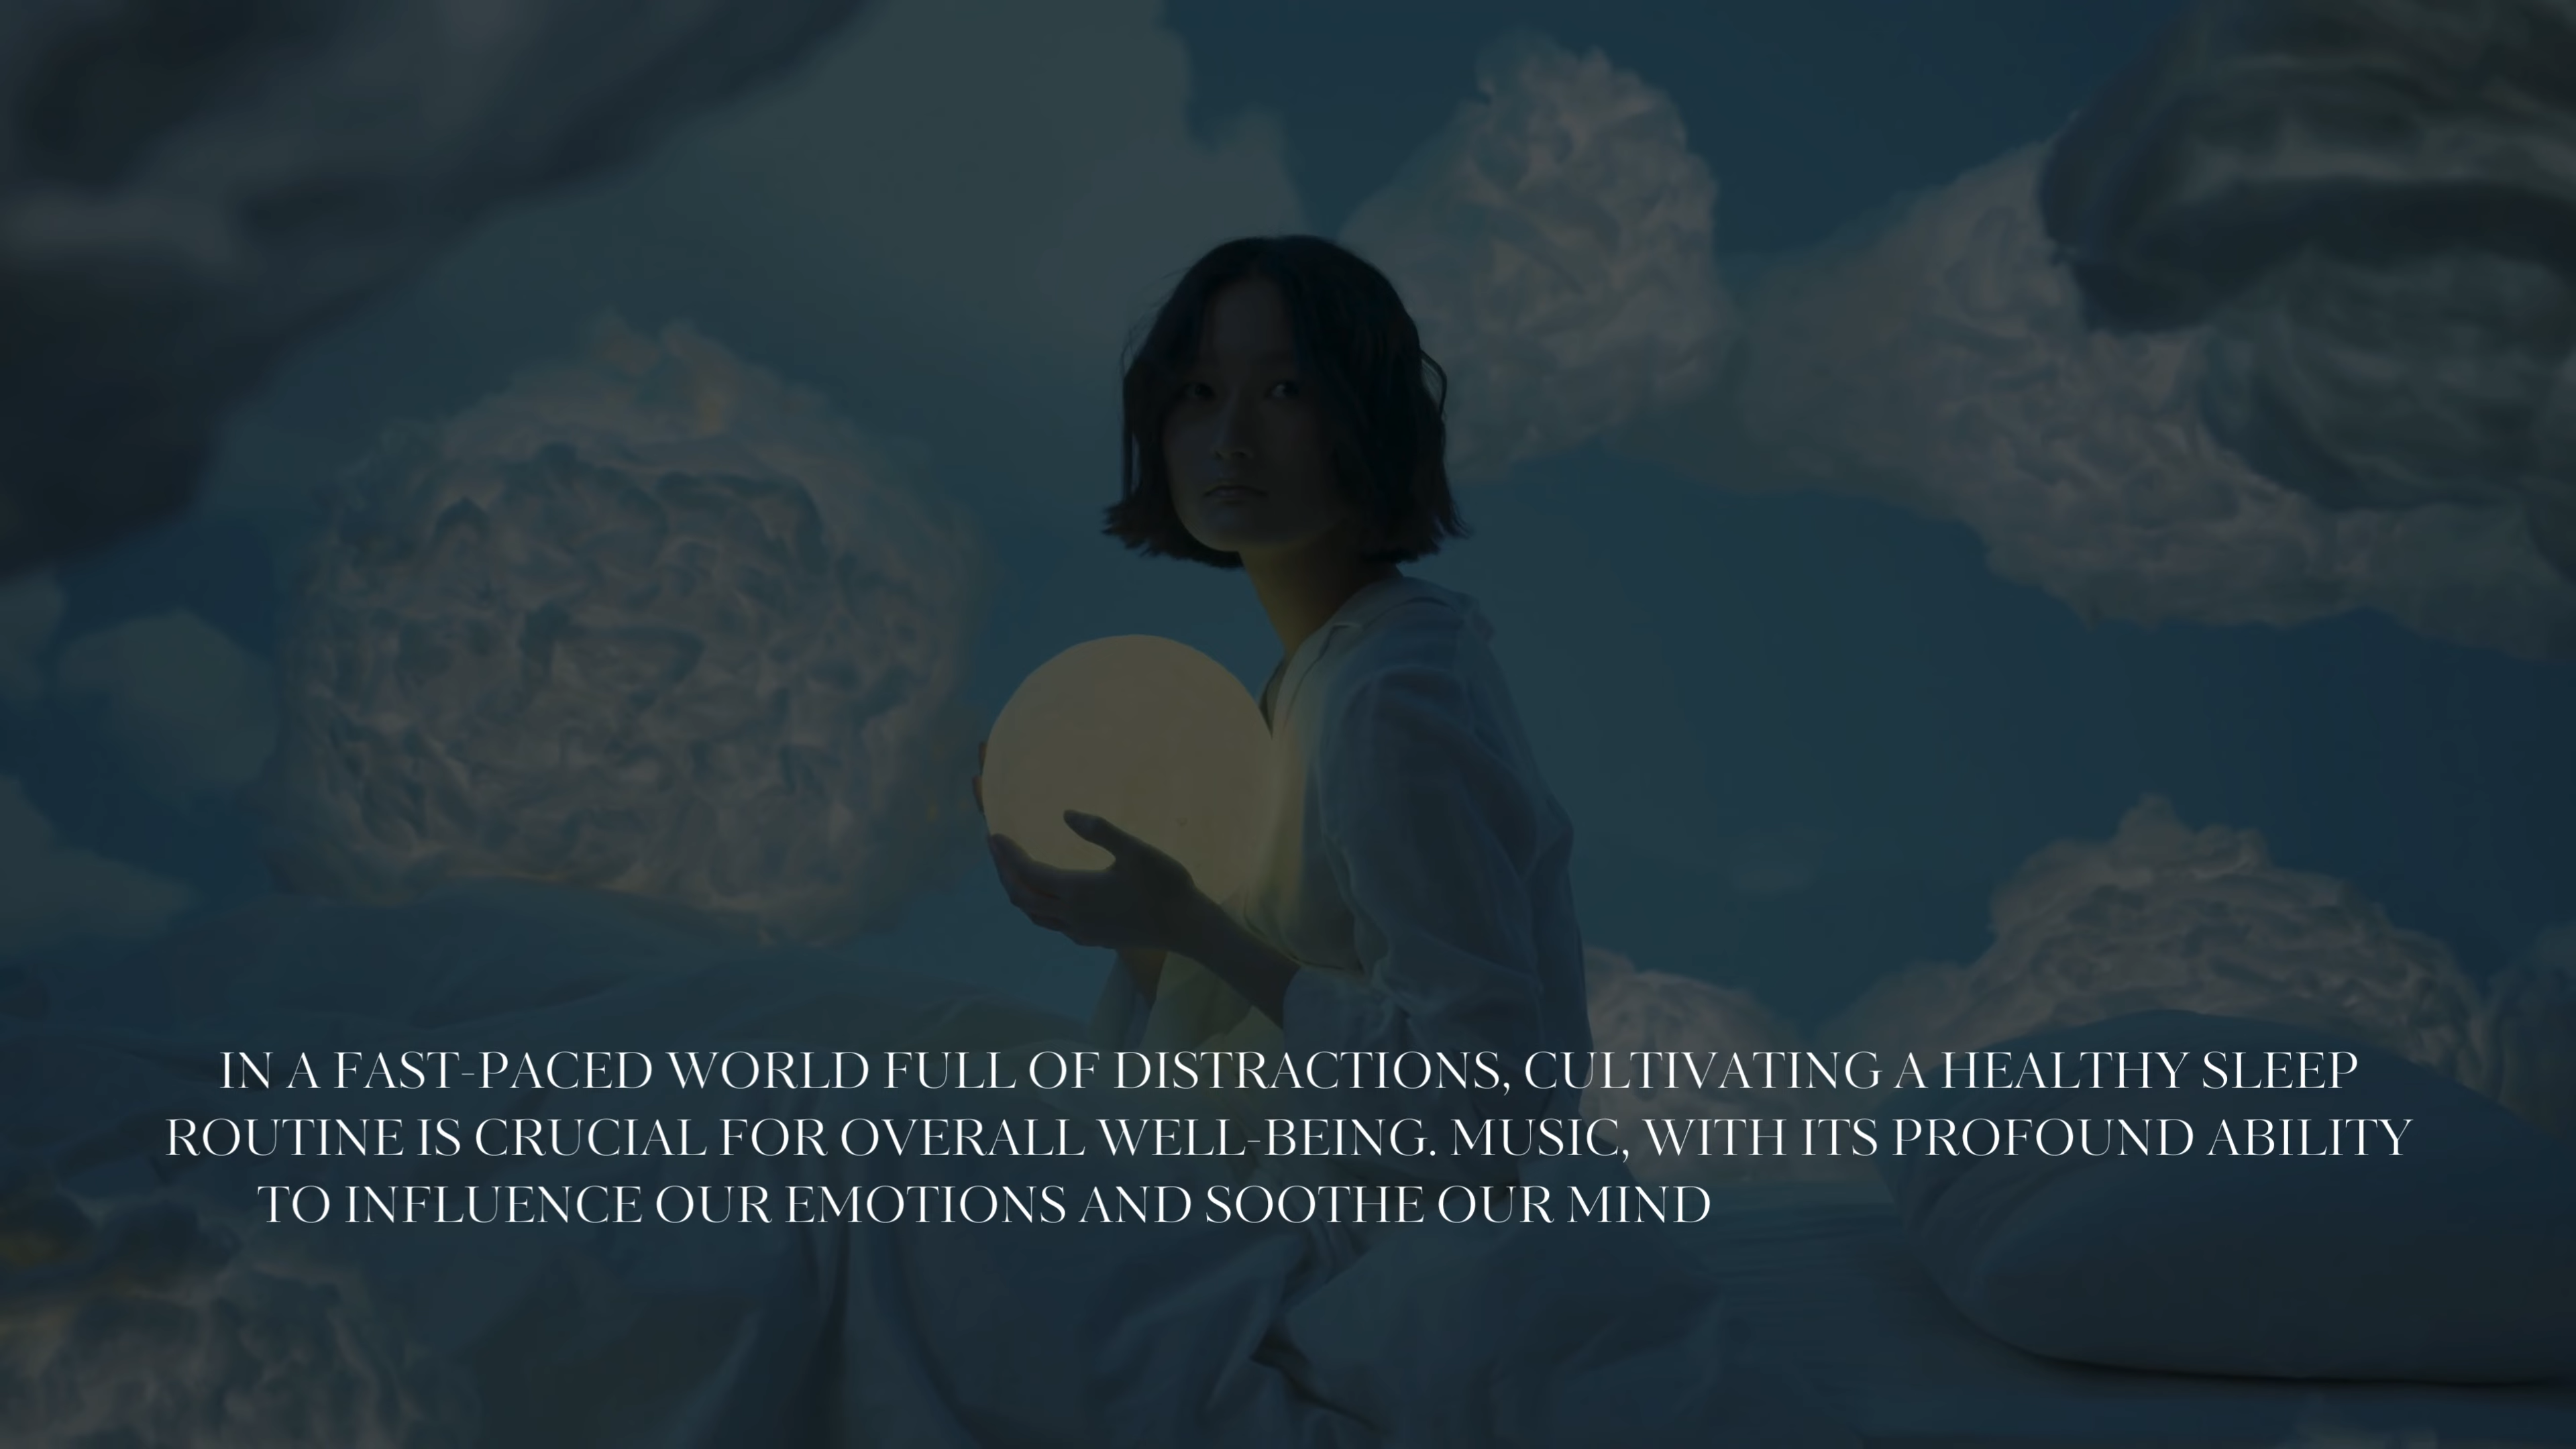 IN A FAST-PACED WORLD FULL OF DISTRACTIONS, CULTIVATING A HEALTHY SLEEP
ROUTINE IS CRUCIAL FOR OVERALL WELL-BEING. MUSIC, WITH ITS PROFOUND ABILITY
TO INFLUENCE OUR EMOTIONS AND SOOTHE OUR MIND